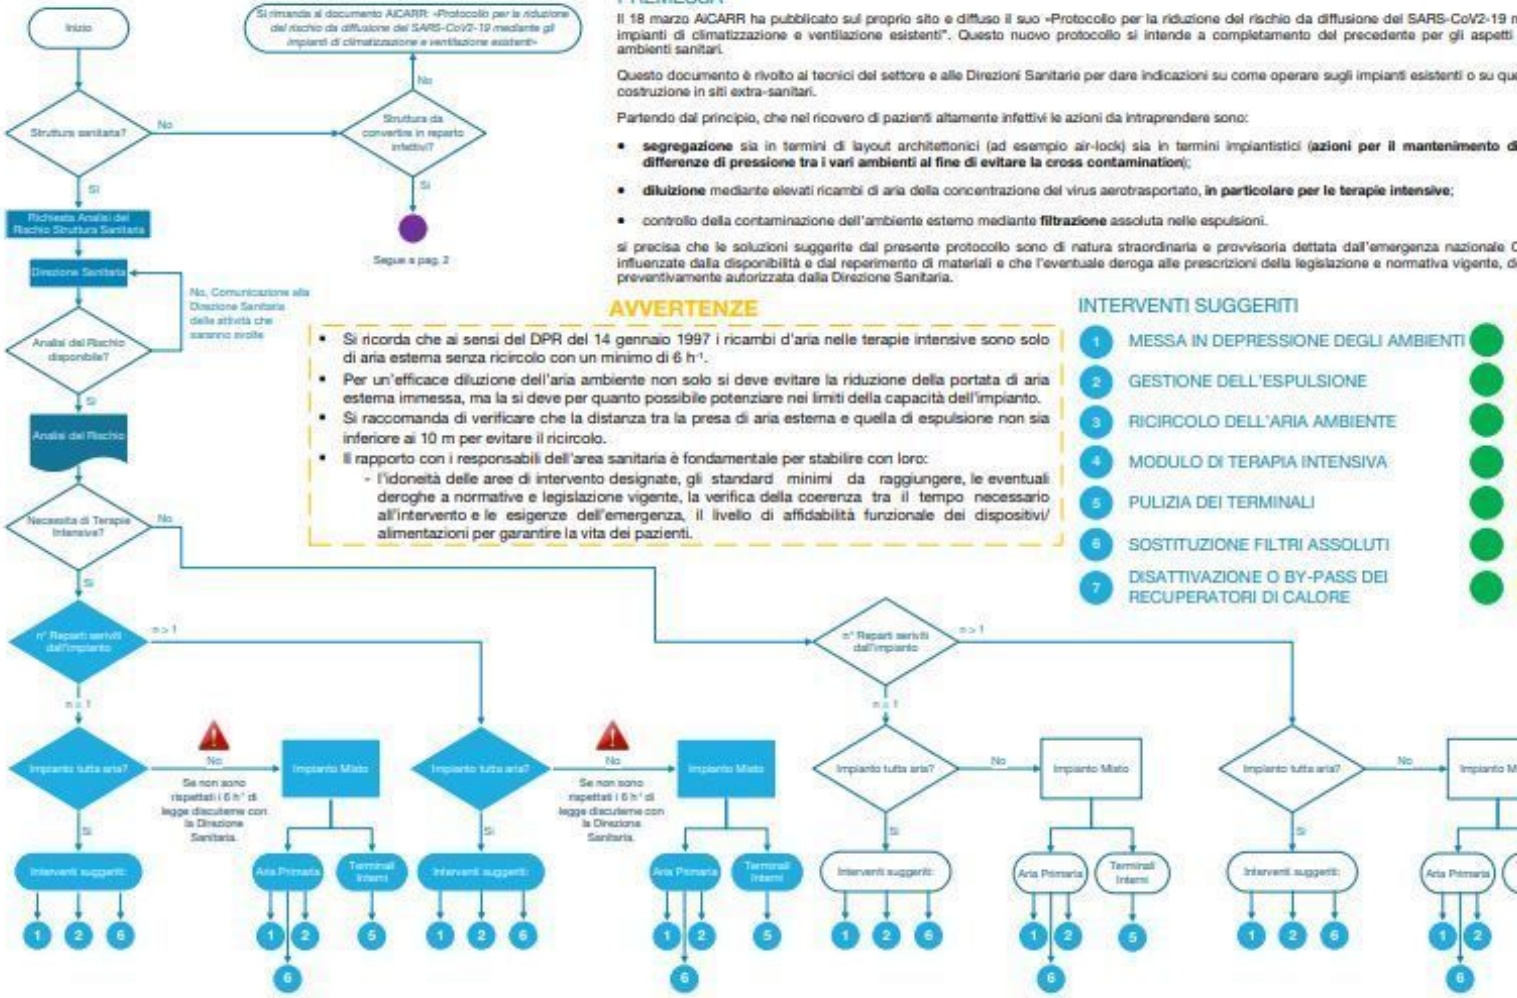 Inizio
Si rimanda al documento AiCARR: «Protocollo per la riduzione
del rischio da diffusione del SARS-CoV2-19 mediante gli
impianti di climatizzazione e ventilazione esistenti»
PREMESSA
Il 18 marzo AiCARR ha pubblicato sul proprio sito e diffuso il suo «Protocollo per la riduzione del rischio da diffusione del SARS-CoV2-19
impianti di climatizzazione e ventilazione esistenti". Questo nuovo protocollo si intende a completamento del precedente per gli aspetti
ambienti sanitari.
Questo documento è rivolto ai tecnici del settore e alle Direzioni Sanitarie per dare indicazioni su come operare sugli impianti esistenti o su
costruzione in siti extra-sanitari.
Partendo dal principio, che nel ricovero di pazienti altamente infettivi le azioni da intraprendere sono:
• segregazione sia in termini di layout architettonici (ad esempio air-lock) sia in termini impiantistici (azioni per il mantenimento
differenze di pressione tra i vari ambienti al fine di evitare la cross contamination);
• diluizione mediante elevati ricambi di aria della concentrazione del virus aerotrasportato, in particolare per le terapie intensive;
• controllo della contaminazione dell'ambiente esterno mediante filtrazione assoluta nelle espulsioni.
si precisa che le soluzioni suggerite dal presente protocollo sono di natura straordinaria e provvisoria dettata dall'emergenza nazionale
influenzate dalla disponibilità e dal reperimento di materiali e che l'eventuale deroga alle prescrizioni della legislazione e normativa vigente,
preventivamente autorizzata dalla Direzione Sanitaria.
No
Struttura sanitaria?
No
Struttura da
convertire in reparto
infettivi?
Si
Si
Segue a pag. 2
Richiesta Analisi del
Rischio Struttura Sanitaria
Direzione Sanitaria
No, Comunicazione alla
Direzione Sanitaria
delle attività che
saranno svolte
Analisi del Rischio
disponibile?
Si
Analisi del Rischio
Necessita di Terapie
Intensive?
No
Si
AVVERTENZE
• Si ricorda che ai sensi del DPR del 14 gennaio 1997 i ricambi d'aria nelle terapie intensive sono solo
di aria esterna senza ricircolo con un minimo di 6 h⁻¹.
• Per un'efficace diluzione dell'aria ambiente non solo si deve evitare la riduzione della portata di aria
esterna immessa, ma la si deve per quanto possibile potenziare nei limiti della capacità dell'impianto.
• Si raccomanda di verificare che la distanza tra la presa di aria esterna e quella di espulsione non sia
inferiore ai 10 m per evitare il ricircolo.
• Il rapporto con i responsabili dell'area sanitaria è fondamentale per stabilire con loro:
- l'idoneità delle aree di intervento designate, gli standard minimi da raggiungere, le eventuali
deroghe a normative e legislazione vigente, la verifica della coerenza tra il tempo necessario
all'intervento e le esigenze dell'emergenza, il livello di affidabilità funzionale dei dispositivi/
alimentazioni per garantire la vita dei pazienti.
INTERVENTI SUGGERITI
1 MESSA IN DEPRESSIONE DEGLI AMBIENTI
2 GESTIONE DELL'ESPULSIONE
3 RICIRCOLO DELL'ARIA AMBIENTE
4 MODULO DI TERAPIA INTENSIVA
5 PULIZIA DEI TERMINALI
6 SOSTITUZIONE FILTRI ASSOLUTI
7 DISATTIVAZIONE O BY-PASS DEI
RECUPERATORI DI CALORE
n° Reparti seriviti
dall'impianto
n > 1
n = 1
n° Reparti seriviti
dall'impianto
n > 1
n = 1
Impianto tutta aria?
No
Se non sono
rispettati i 6 h⁻¹ di
legge discuterne con
la Direzione
Sanitaria.
Impianto Misto
Impianto tutta aria?
No
Se non sono
rispettati i 6 h⁻¹ di
legge discuterne con
la Direzione
Sanitaria.
Impianto Misto
Impianto tutta aria?
No
Impianto Misto
Impianto tutta aria?
No
Impianto
Si
Si
Si
Si
Interventi suggeriti:
Aria Primaria
Terminali
Interni
Interventi suggeriti:
Aria Primaria
Terminali
Interni
Interventi suggeriti:
Aria Primaria
Terminali
Interni
Interventi suggeriti:
Aria Primaria
1 2 6
1 2 5
1 2 6
1 2 5
1 2 6
1 2 5
1 2 6
1 2
6
6
6
6